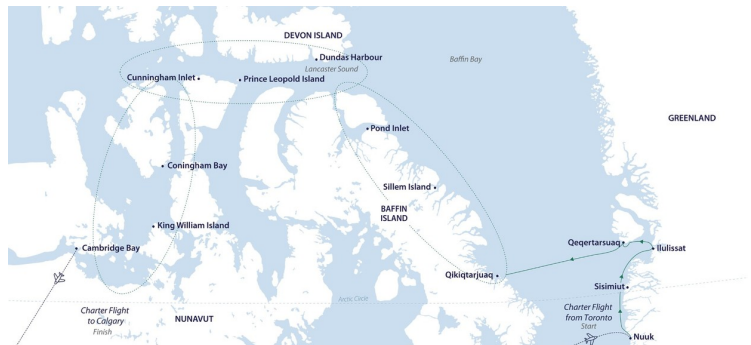 DEVON ISLAND
Dundas Harbour
Lancaster Sound
Baffin Bay
Cunningham Inlet
Prince Leopold Island
GREENLAND
Pond Inlet
Coningham Bay
Sillem Island
BAFFIN
ISLAND
King William Island
Cambridge Bay
Qeqertarsuaq
Ilulissat
Qikiqtarjuaq
Sisimiut
Arctic Circle
Charter Flight
to Calgary
Finish
NUNAVUT
Charter Flight
from Toronto
Start
Nuuk